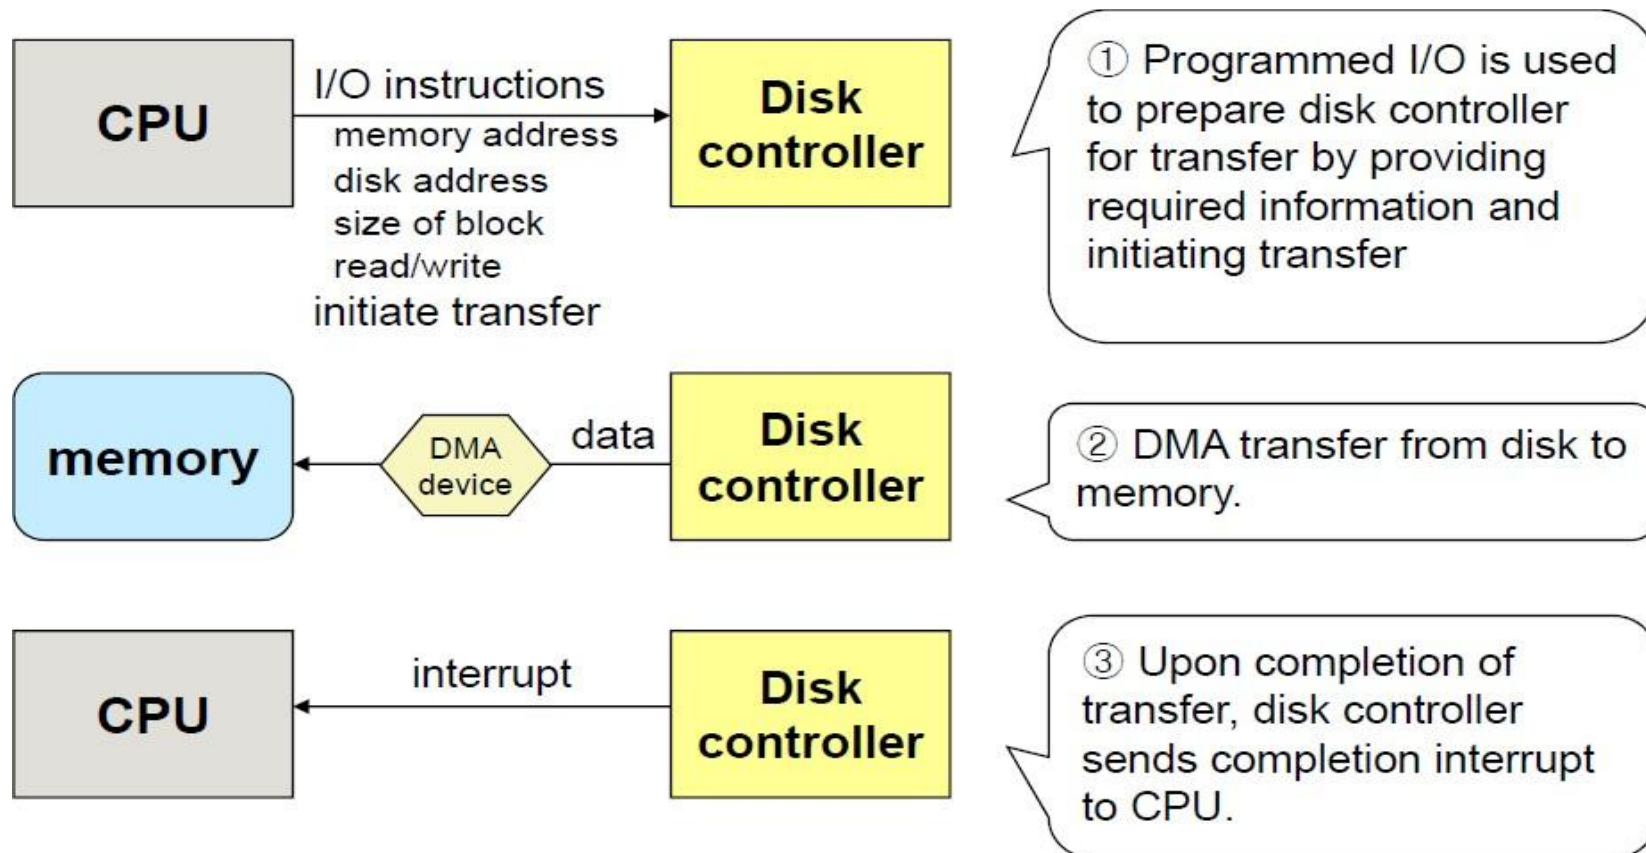 CPU
I/O instructions
memory address
disk address
size of block
read/write
initiate transfer
Disk
controller
① Programmed I/O is used
to prepare disk controller
for transfer by providing
required information and
initiating transfer
memory
DMA
device
data
Disk
controller
② DMA transfer from disk to
memory.
CPU
interrupt
Disk
controller
③ Upon completion of
transfer, disk controller
sends completion interrupt
to CPU.